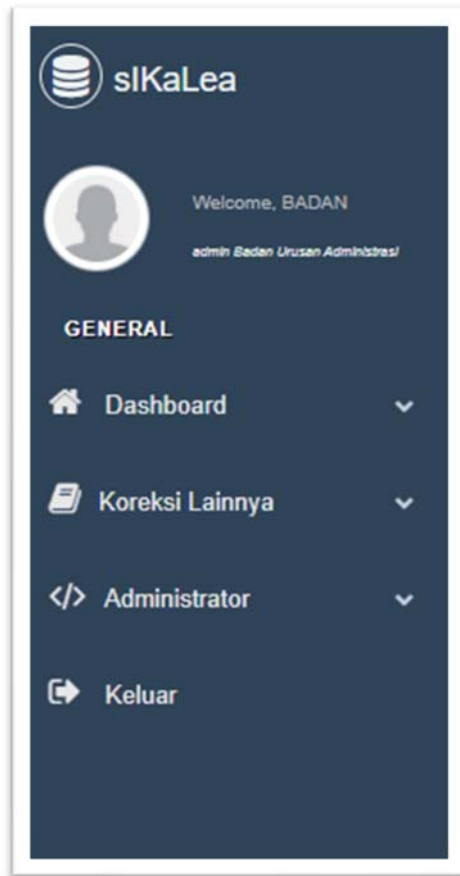 sIKaLea
Welcome, BADAN
admin Badan Urusan Administrasi
GENERAL
Dashboard
Koreksi Lainnya
Administrator
Keluar